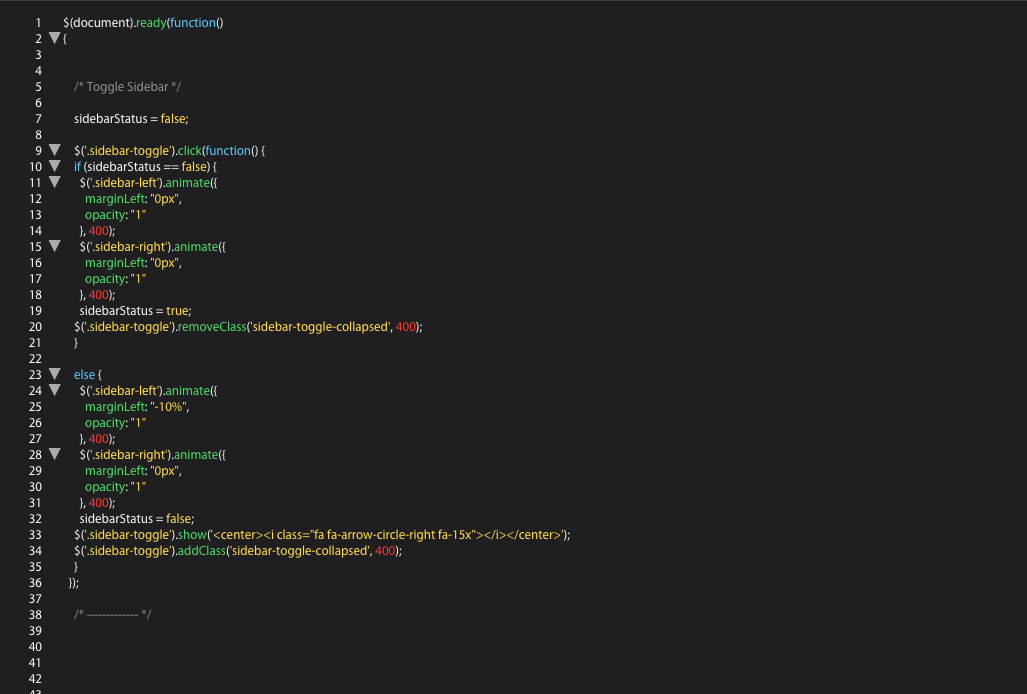 1 $(document).ready(function()
2 {
3
4
5 /* Toggle Sidebar */
6
7 sidebarStatus = false;
8
9 $('.sidebar-toggle').click(function() {
10 if (sidebarStatus == false) {
11 $('.sidebar-left').animate({
12 marginLeft: "0px",
13 opacity: "1"
14 }, 400);
15 $('.sidebar-right').animate({
16 marginLeft: "0px",
17 opacity: "1"
18 }, 400);
19 sidebarStatus = true;
20 $('.sidebar-toggle').removeClass('sidebar-toggle-collapsed', 400);
21 }
22
23 else {
24 $('.sidebar-left').animate({
25 marginLeft: "-10%",
26 opacity: "1"
27 }, 400);
28 $('.sidebar-right').animate({
29 marginLeft: "0px",
30 opacity: "1"
31 }, 400);
32 sidebarStatus = false;
33 $('.sidebar-toggle').show('<center><i class="fa fa-arrow-circle-right fa-15x"></i></center>');
34 $('.sidebar-toggle').addClass('sidebar-toggle-collapsed', 400);
35 }
36 });
37
38 /* ------------- */
39
40
41
42
43